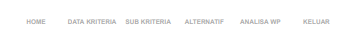 HOME DATA KRITERIA SUB KRITERIA ALTERNATIF ANALISA WP KELUAR